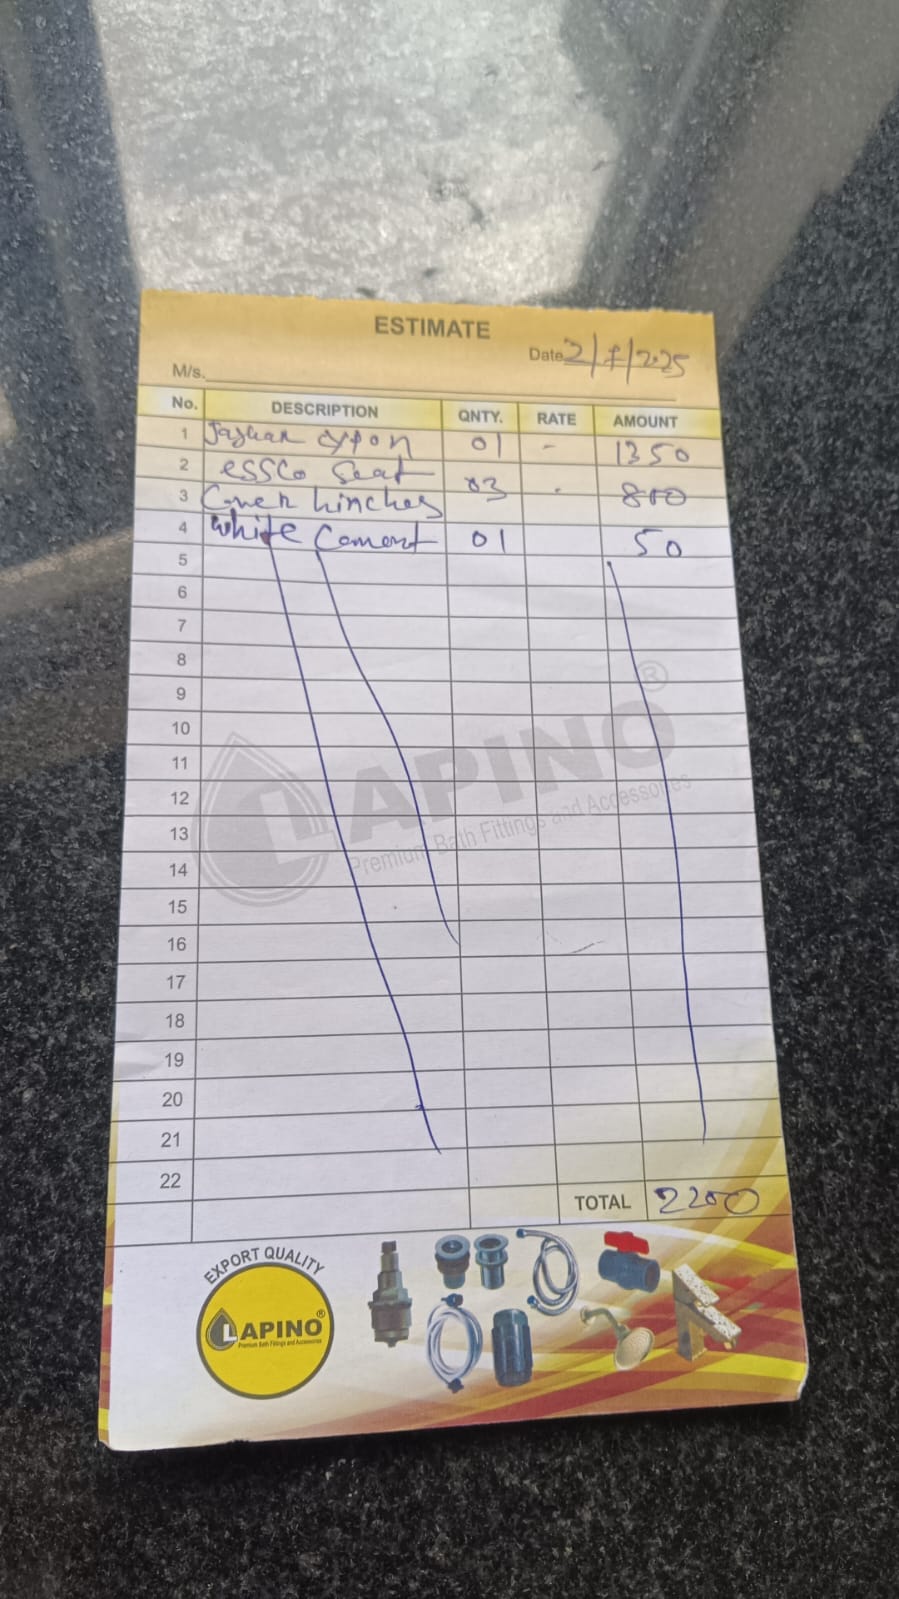 ESTIMATE
Date 2/7/2025
M/s.
No. DESCRIPTION QNTY. RATE AMOUNT
1 Jaguar cypon 01 - 1350
2 essco Seat
3 Cover hinches 03 - 800
4 white Cement 01 50
5
6
7
8
9
10
11
12
13
14
15
16
17
18
19
20
21
22
TOTAL 2200
LAPINO®
Premium Bath Fittings and Accessories
EXPORT QUALITY
LAPINO®
Premium Bath Fittings and Accessories